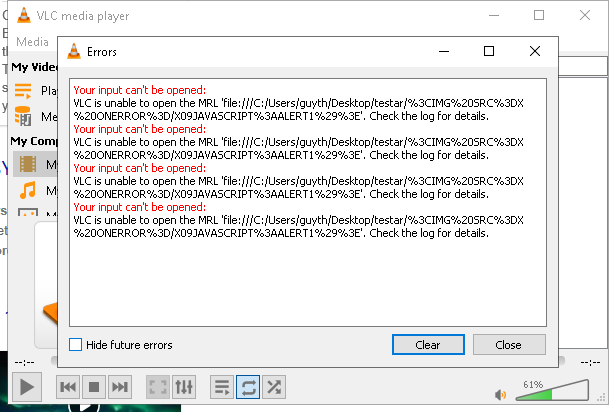 VLC media player
Media
Errors
My Video
Play
Me
My Comp
My
My
My
Your input can't be opened:
VLC is unable to open the MRL 'file:///C:/Users/guyth/Desktop/testar/%3CIMG%20SRC%3DX
%20ONERROR%3D/X09JAVASCRIPT%3AALERT1%29%3E'. Check the log for details.
Your input can't be opened:
VLC is unable to open the MRL 'file:///C:/Users/guyth/Desktop/testar/%3CIMG%20SRC%3DX
%20ONERROR%3D/X09JAVASCRIPT%3AALERT1%29%3E'. Check the log for details.
Your input can't be opened:
VLC is unable to open the MRL 'file:///C:/Users/guyth/Desktop/testar/%3CIMG%20SRC%3DX
%20ONERROR%3D/X09JAVASCRIPT%3AALERT1%29%3E'. Check the log for details.
Your input can't be opened:
VLC is unable to open the MRL 'file:///C:/Users/guyth/Desktop/testar/%3CIMG%20SRC%3DX
%20ONERROR%3D/X09JAVASCRIPT%3AALERT1%29%3E'. Check the log for details.
Hide future errors
Clear
Close
--:--
--:--
61%